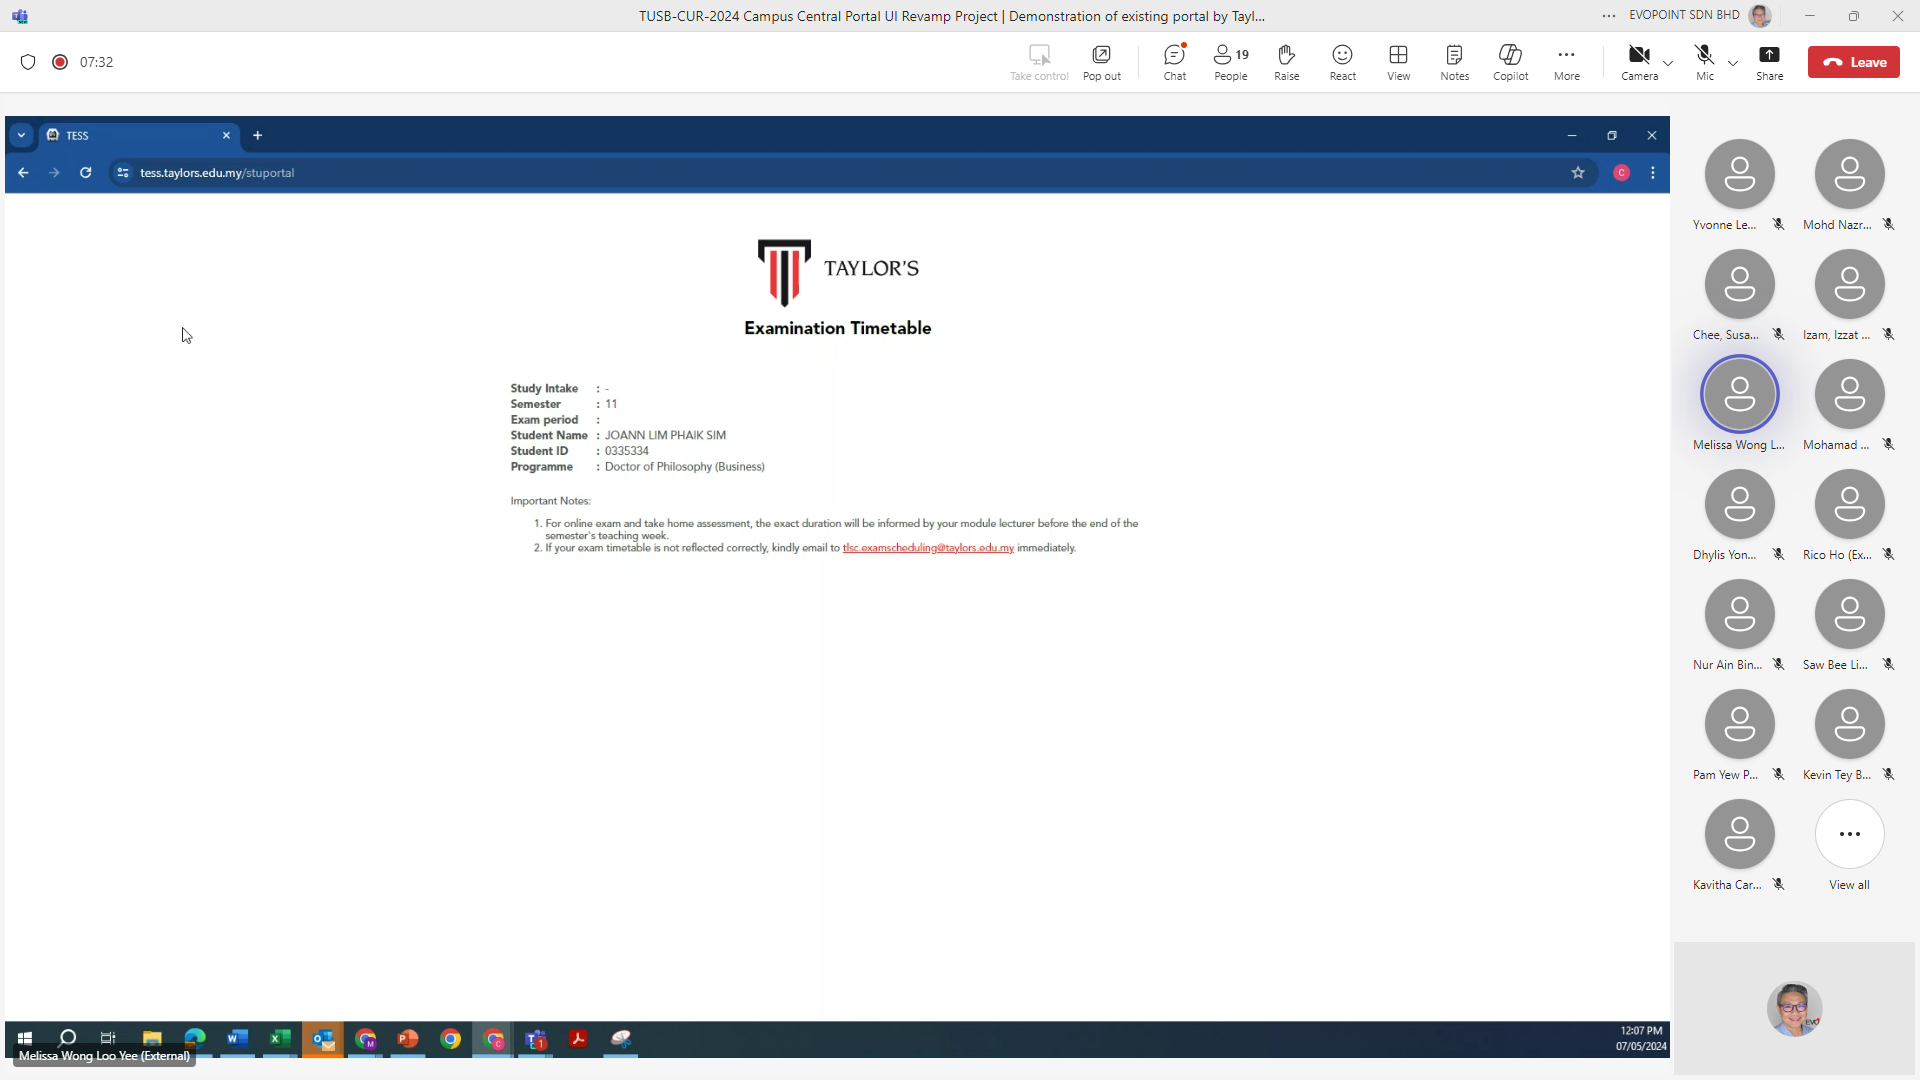 TUSB-CUR-2024 Campus Central Portal UI Revamp Project | Demonstration of existing portal by Tayl...
EVOPOINT SDN BHD
07:32
Take control
Pop out
Chat
19
People
Raise
React
View
Notes
Copilot
More
Camera
Mic
Share
Leave
TESS
tess.taylors.edu.my/stuportal
C
TAYLOR'S
Examination Timetable
Study Intake : -
Semester : 11
Exam period :
Student Name : JOANN LIM PHAIK SIM
Student ID : 0335334
Programme : Doctor of Philosophy (Business)
Important Notes:
1. For online exam and take home assessment, the exact duration will be informed by your module lecturer before the end of the
semester's teaching week.
2. If your exam timetable is not reflected correctly, kindly email to tlsc.examscheduling@taylors.edu.my immediately.
Yvonne Le...
Mohd Nazr...
Chee, Susa...
Izam, Izzat ...
Melissa Wong L...
Mohamad ...
Dhylis Yon...
Rico Ho (Ex...
Nur Ain Bin...
Saw Bee Li...
Pam Yew P...
Kevin Tey B...
Kavitha Car...
View all
12:07 PM
07/05/2024
Melissa Wong Loo Yee (External)